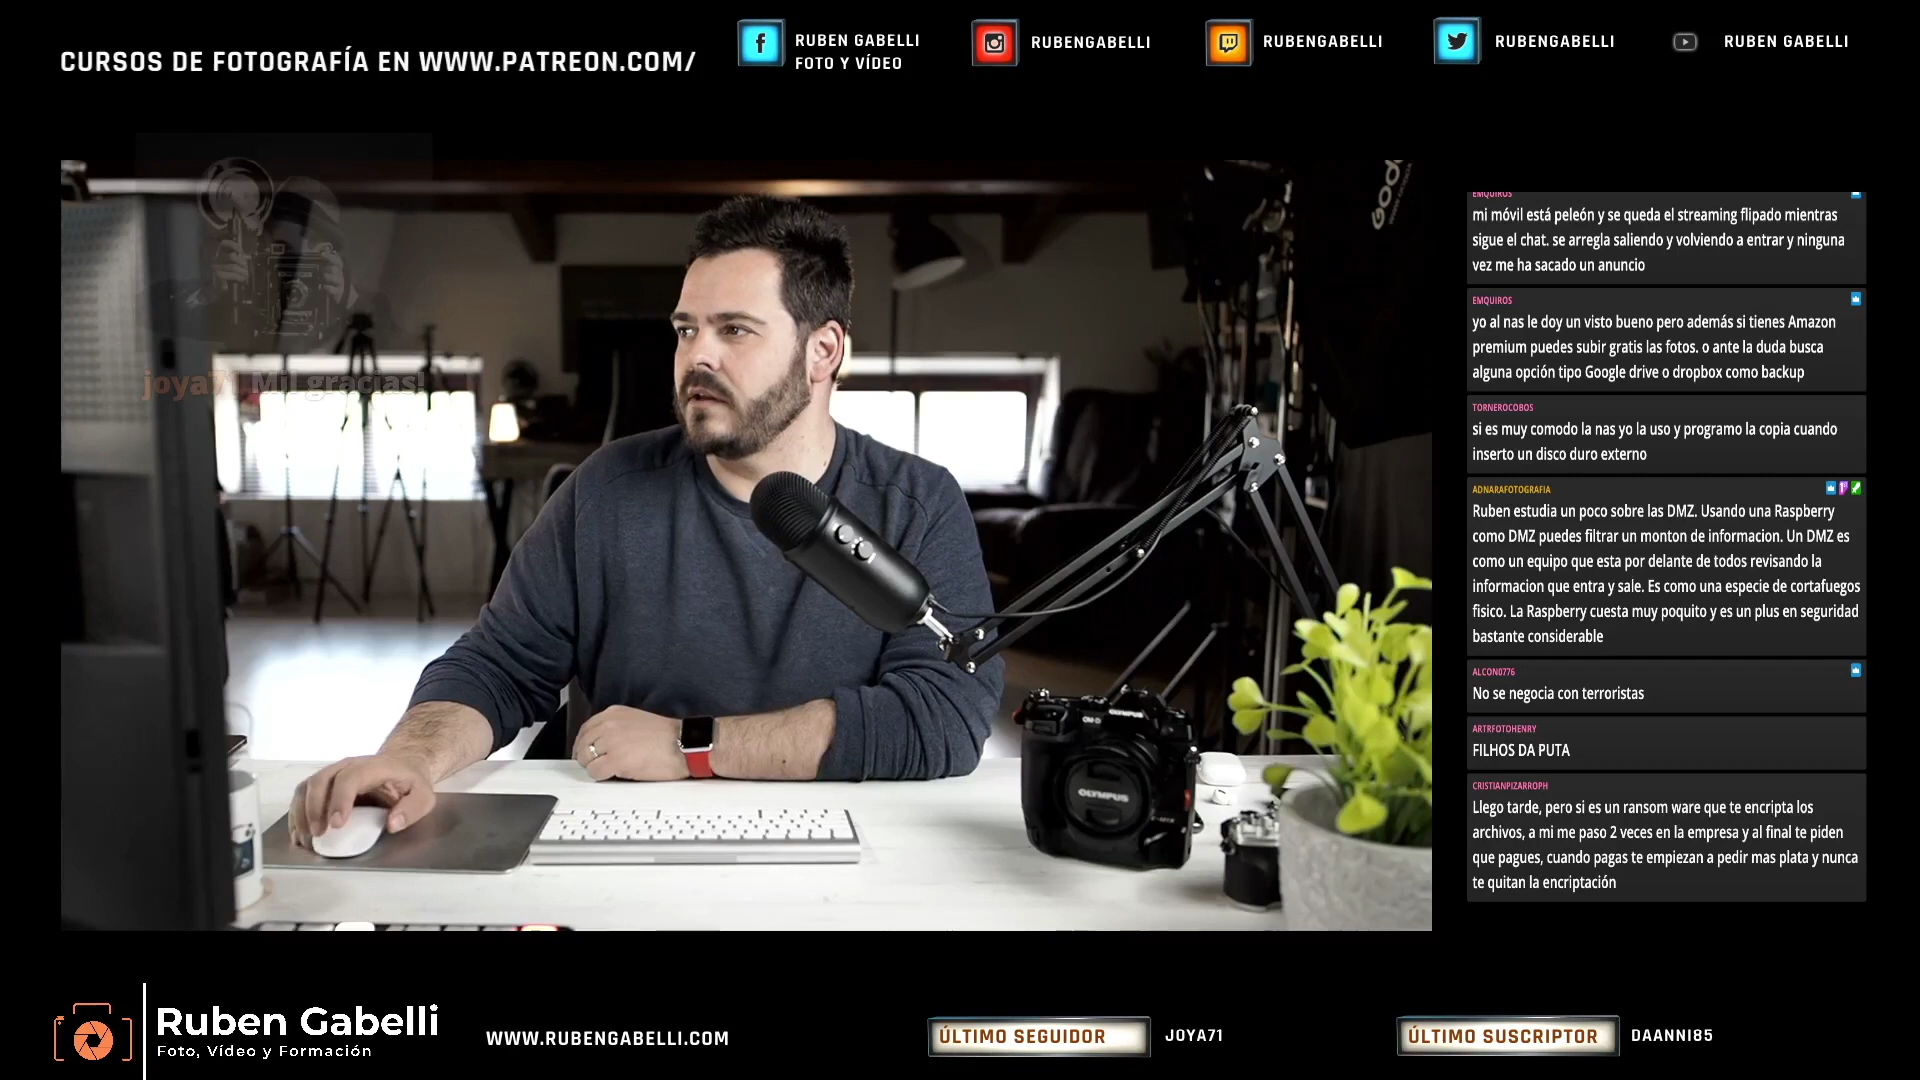 CURSOS DE FOTOGRAFÍA EN WWW.PATREON.COM/
RUBEN GABELLI
FOTO Y VÍDEO
RUBENGABELLI
RUBENGABELLI
RUBENGABELLI
RUBEN GABELLI
joya71 Mil gracias!
EMQUIROS
mi móvil está peleón y se queda el streaming flipado mientras
sigue el chat. se arregla saliendo y volviendo a entrar y ninguna
vez me ha sacado un anuncio
EMQUIROS
yo al nas le doy un visto bueno pero además si tienes Amazon
premium puedes subir gratis las fotos. o ante la duda busca
alguna opción tipo Google drive o dropbox como backup
TORNEROCOBOS
si es muy comodo la nas yo la uso y programo la copia cuando
inserto un disco duro externo
ADNARAFOTOGRAFIA
Ruben estudia un poco sobre las DMZ. Usando una Raspberry
como DMZ puedes filtrar un monton de informacion. Un DMZ es
como un equipo que esta por delante de todos revisando la
informacion que entra y sale. Es como una especie de cortafuegos
fisico. La Raspberry cuesta muy poquito y es un plus en seguridad
bastante considerable
ALCON0776
No se negocia con terroristas
ARTRFOTOHENRY
FILHOS DA PUTA
CRISTIANPIZARROPH
Llego tarde, pero si es un ransom ware que te encripta los
archivos, a mi me paso 2 veces en la empresa y al final te piden
que pagues, cuando pagas te empiezan a pedir mas plata y nunca
te quitan la encriptación
OLYMPUS
OM-D
OLYMPUS
Ruben Gabelli
Foto, Vídeo y Formación
WWW.RUBENGABELLI.COM
ÚLTIMO SEGUIDOR
JOYA71
ÚLTIMO SUSCRIPTOR
DAANNI85